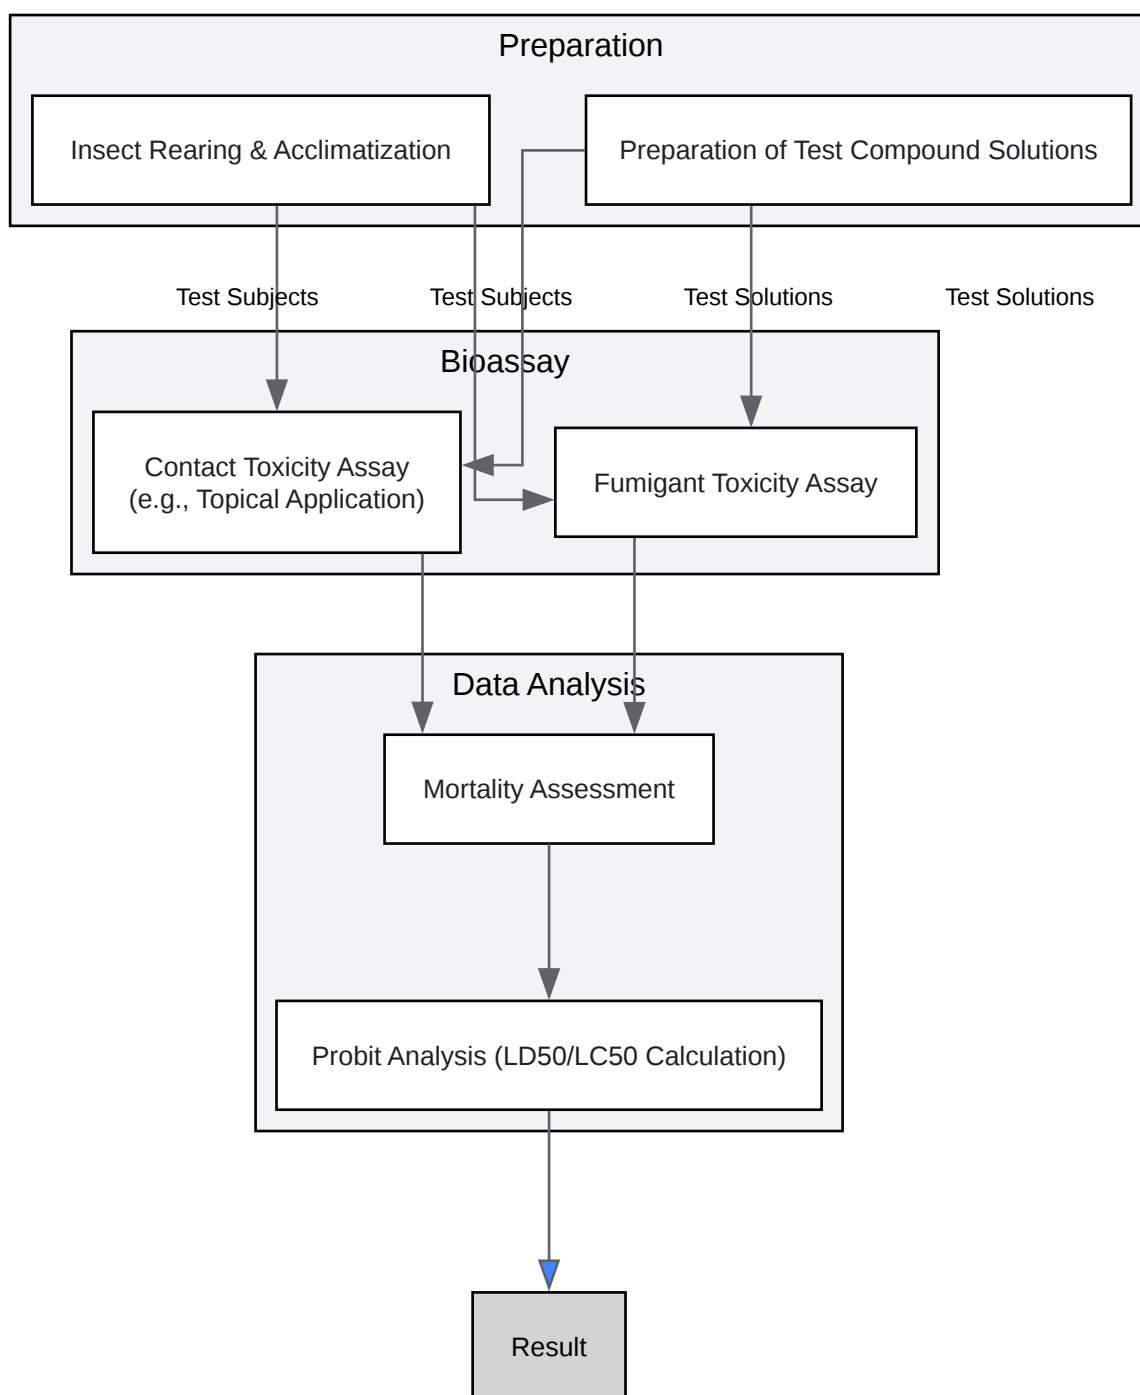 Preparation
Insect Rearing & Acclimatization
Preparation of Test Compound Solutions
Test Subjects
Test Subjects
Test Solutions
Test Solutions
Bioassay
Contact Toxicity Assay
(e.g., Topical Application)
Fumigant Toxicity Assay
Data Analysis
Mortality Assessment
Probit Analysis (LD50/LC50 Calculation)
Result